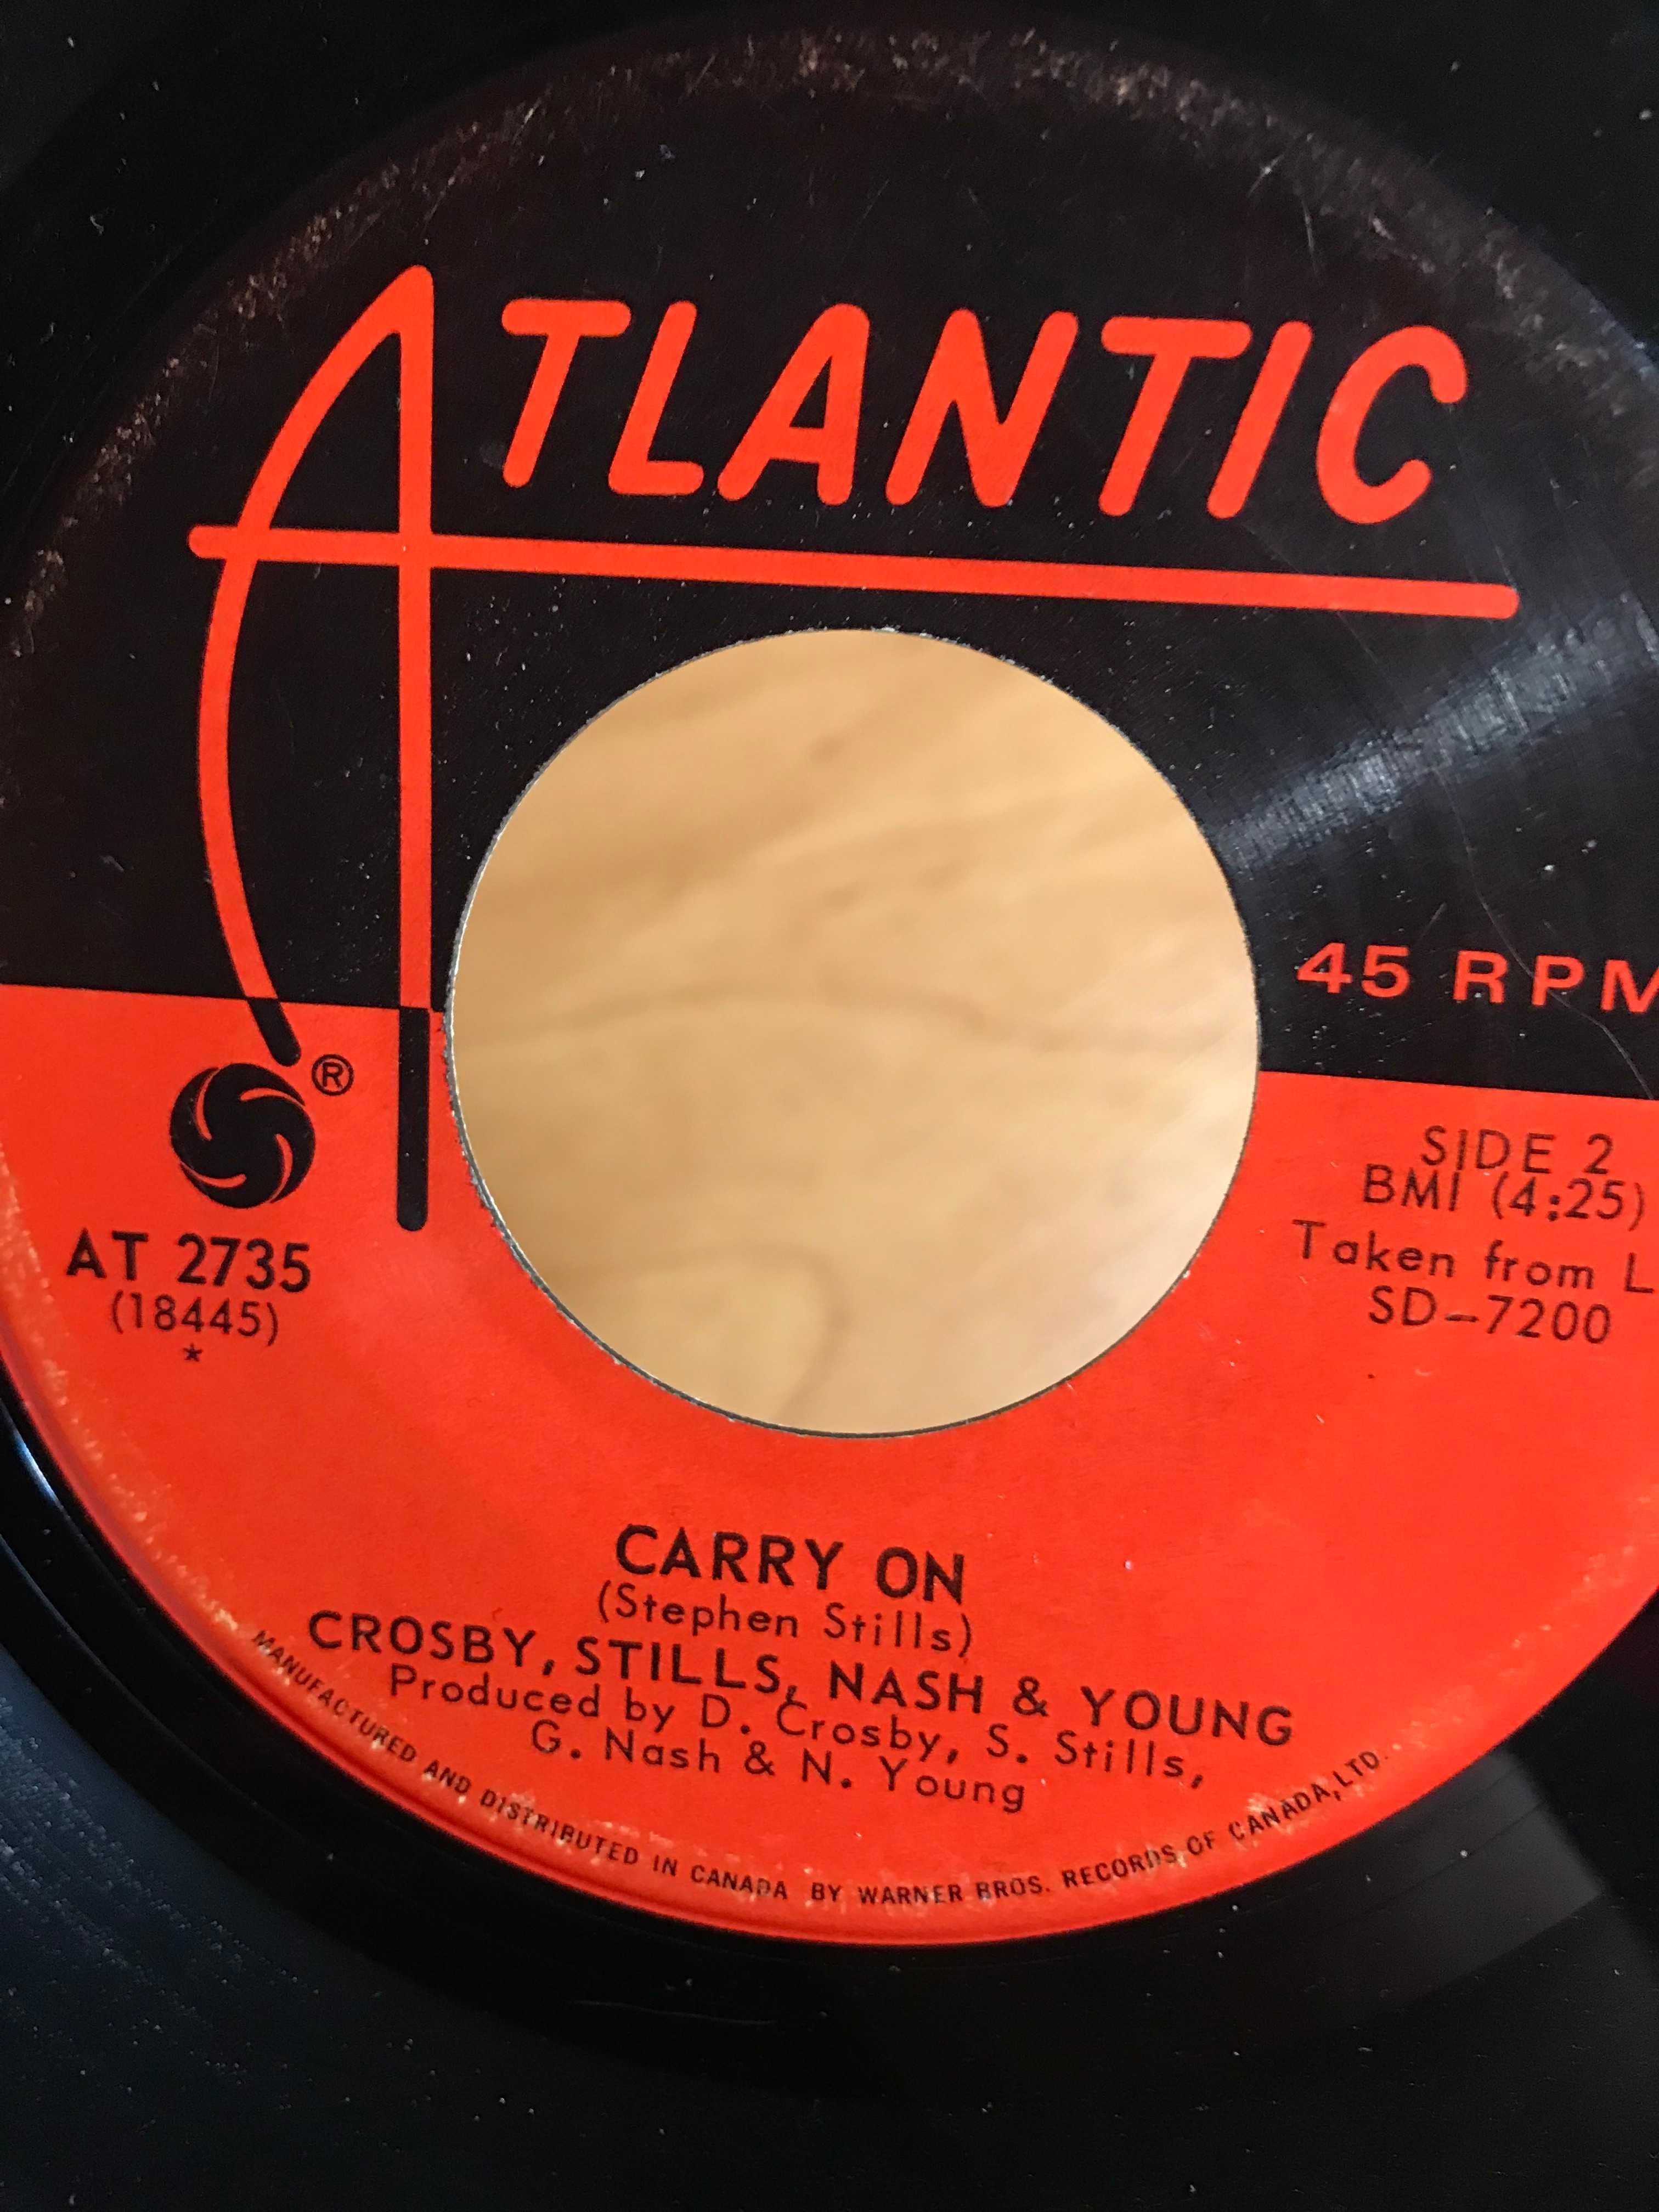 ATLANTIC
45 RPM
®
AT 2735
(18445)
*
SIDE 2
BMI (4:25)
Taken from
SD-7200
CARRY ON
(Stephen Stills)
CROSBY, STILLS, NASH & YOUNG
Produced by D. Crosby, S. Stills,
G. Nash & N. Young
MANUFACTURED AND DISTRIBUTED IN CANADA BY WARNER BROS. RECORDS OF CANADA, LTD.